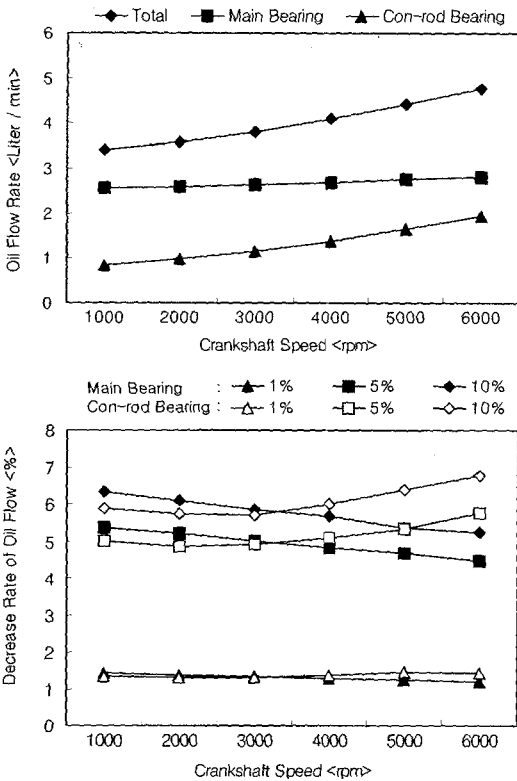 Total Main Bearing Con-rod Bearing
Oil Flow Rate <Liter / min>
6
5
4
3
2
1
0
1000 2000 3000 4000 5000 6000
Crankshaft Speed <rpm>
Main Bearing : 1% 5% 10%
Con-rod Bearing : 1% 5% 10%
Decrease Rate of Oil Flow <%>
8
7
6
5
4
3
2
1
0
1000 2000 3000 4000 5000 6000
Crankshaft Speed <rpm>